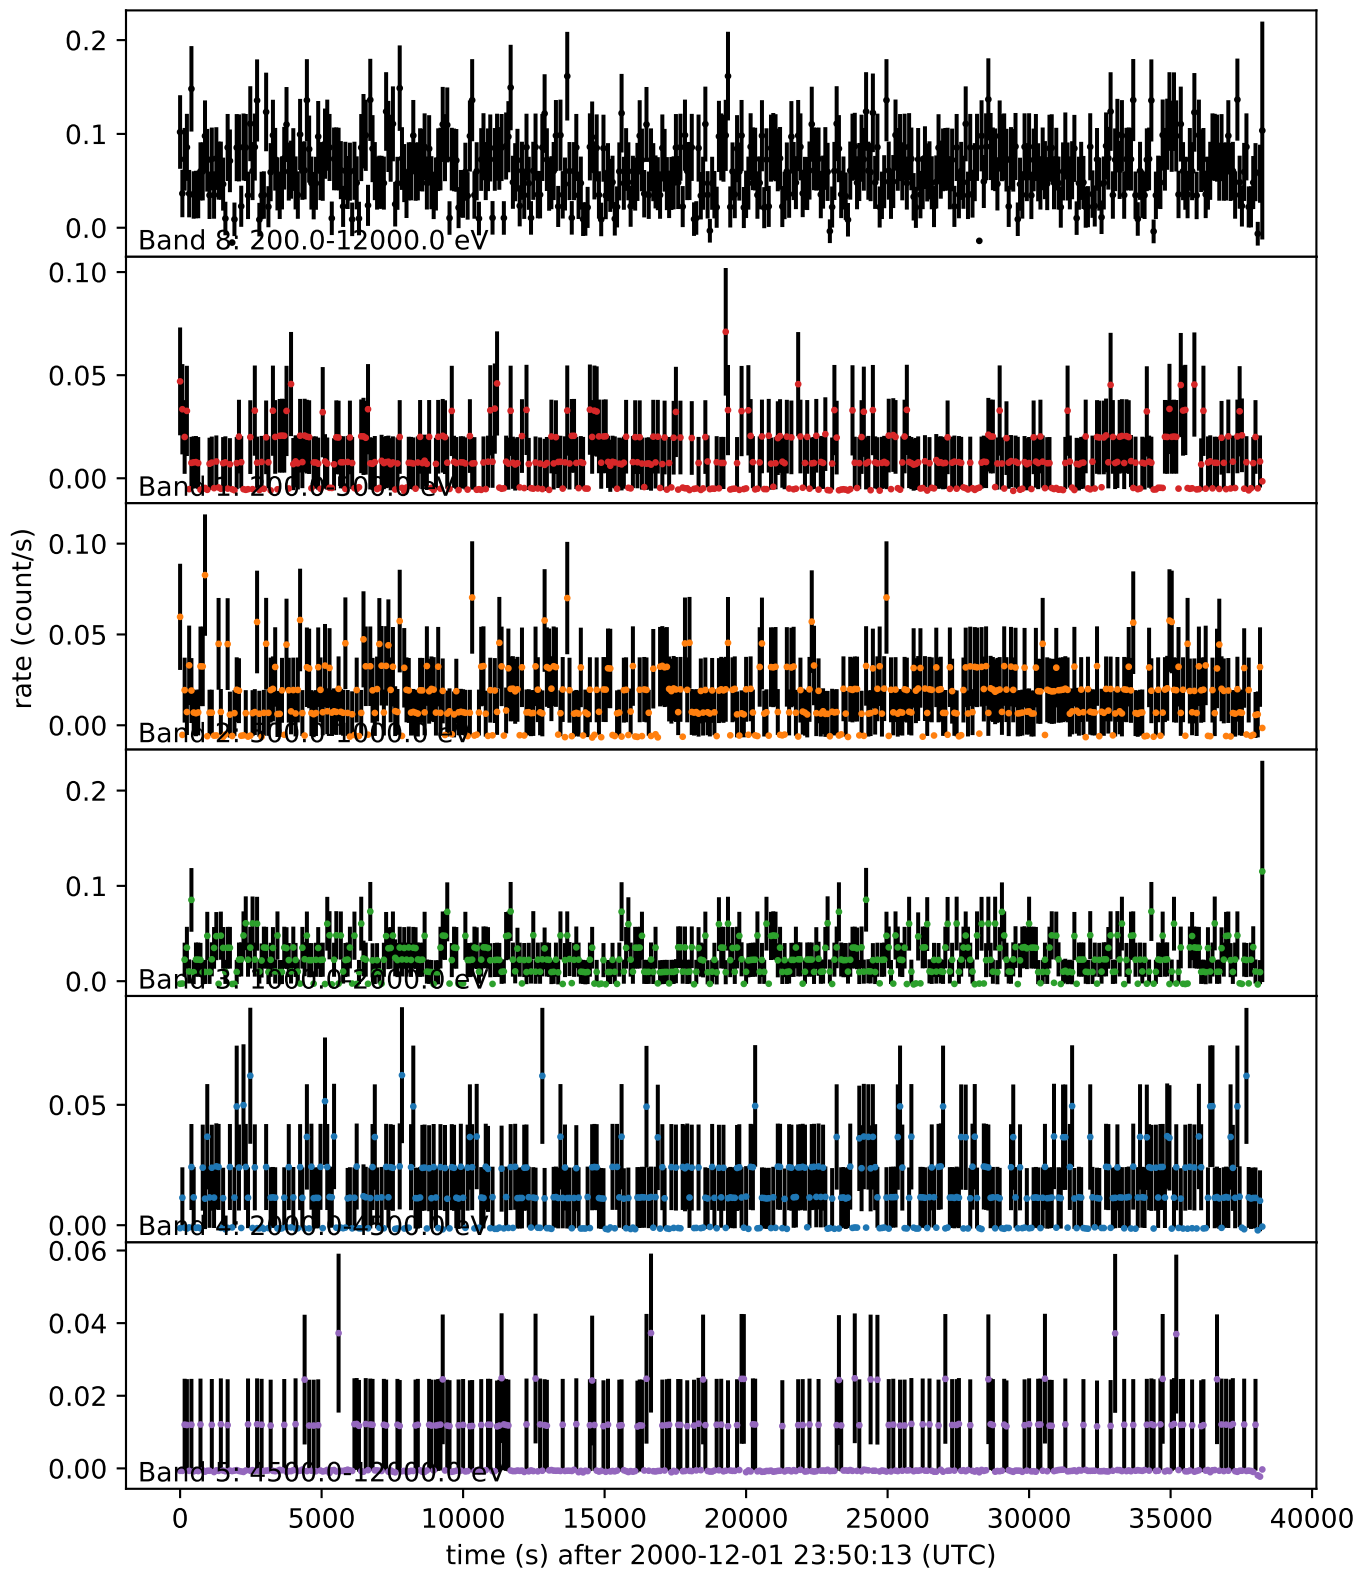 0.2
0.1
0.0
Band 8: 200.0-12000.0 eV
0.10
0.05
0.00
Band 1: 200.0-500.0 eV
0.10
0.05
0.00
Band 2: 500.0-1000.0 eV
rate (count/s)
0.2
0.1
0.0
Band 3: 1000.0-2000.0 eV
0.05
0.00
Band 4: 2000.0-4500.0 eV
0.06
0.04
0.02
0.00
Band 5: 4500.0-12000.0 eV
0 5000 10000 15000 20000 25000 30000 35000 40000
time (s) after 2000-12-01 23:50:13 (UTC)